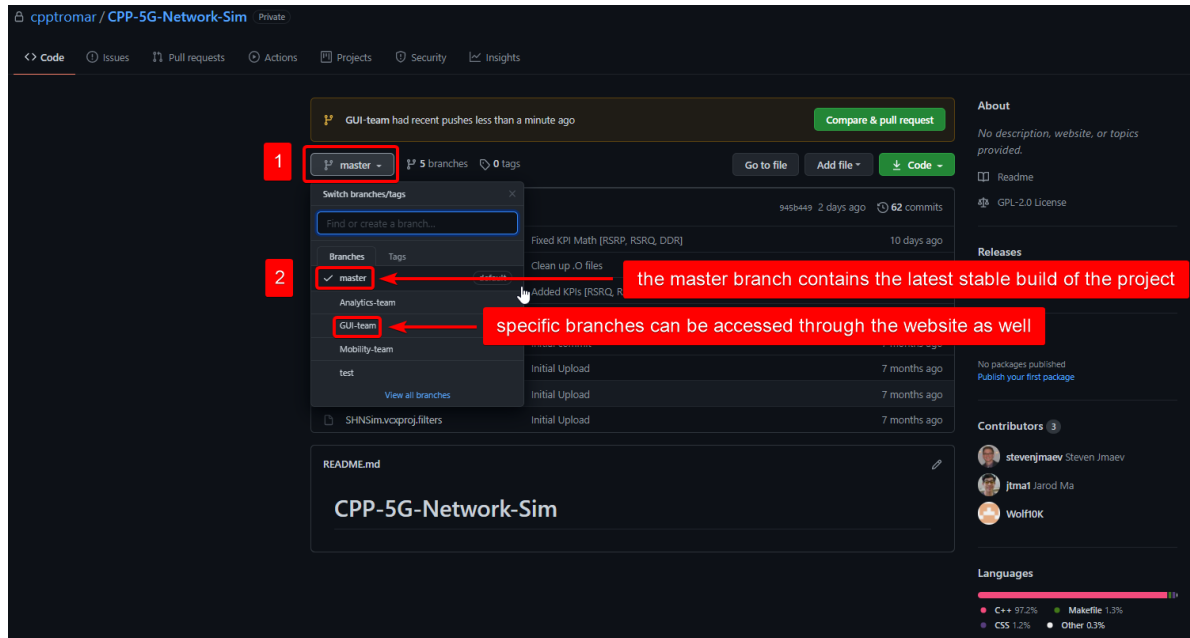 cpptromar / CPP-5G-Network-Sim Private
<> Code Issues Pull requests Actions Projects Security Insights
GUI-team had recent pushes less than a minute ago
Compare & pull request
1
master 5 branches 0 tags
Go to file Add file Code
Switch branches/tags
Find or create a branch...
945b449 2 days ago 62 commits
Branches Tags
Fixed KPI Math [RSRP, RSRQ, DDR] 10 days ago
2
master default
Clean up .O files
the master branch contains the latest stable build of the project
Analytics-team
Added KPIs [RSRQ, R
GUI-team
specific branches can be accessed through the website as well
Mobility-team
7 months ago
test
Initial Upload 7 months ago
View all branches
Initial Upload 7 months ago
SHNSim.vcxproj.filters Initial Upload 7 months ago
README.md
CPP-5G-Network-Sim
About
No description, website, or topics
provided.
Readme
GPL-2.0 License
Releases
No packages published
Publish your first package
Contributors 3
stevenjmaev Steven Jmaev
jtma1 Jarod Ma
Wolf10K
Languages
C++ 97.2% Makefile 1.3%
CSS 1.2% Other 0.3%